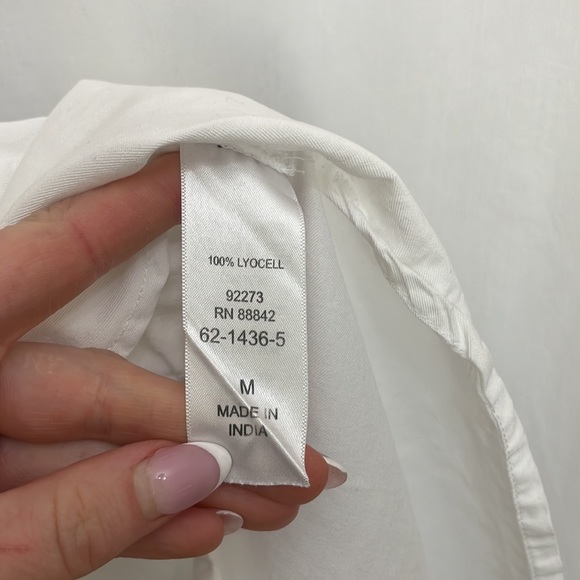 100% LYOCELL
92273
RN 88842
62-1436-5
M
MADE IN
INDIA